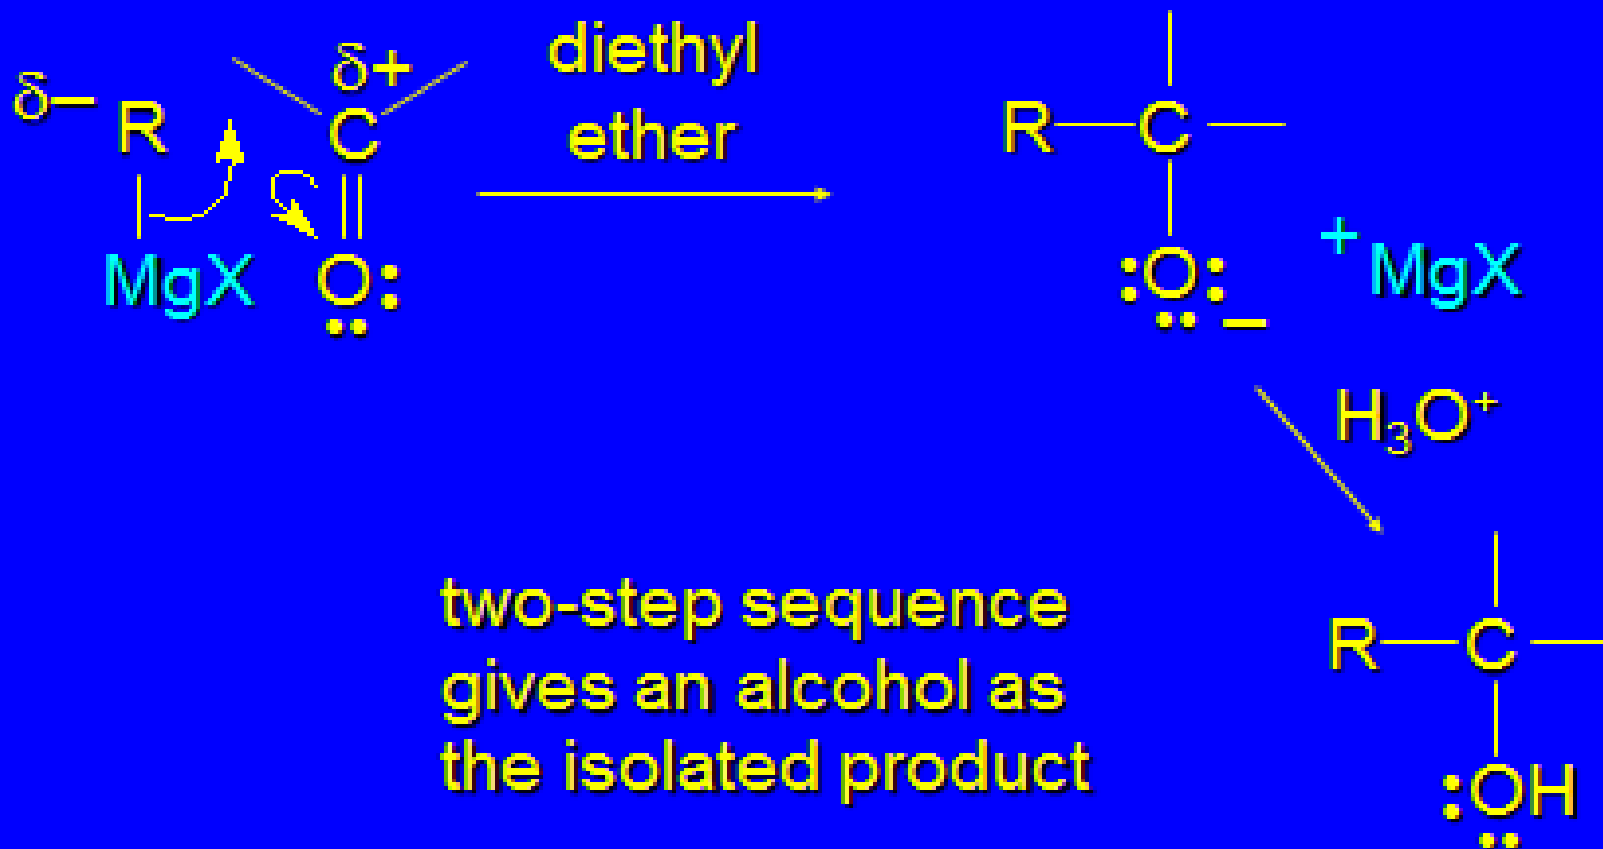 δ– R
δ+
C
MgX
O:
diethyl
ether
R—C—
:O:
–
+MgX
H₃O⁺
two-step sequence
gives an alcohol as
the isolated product
R—C—
:OH